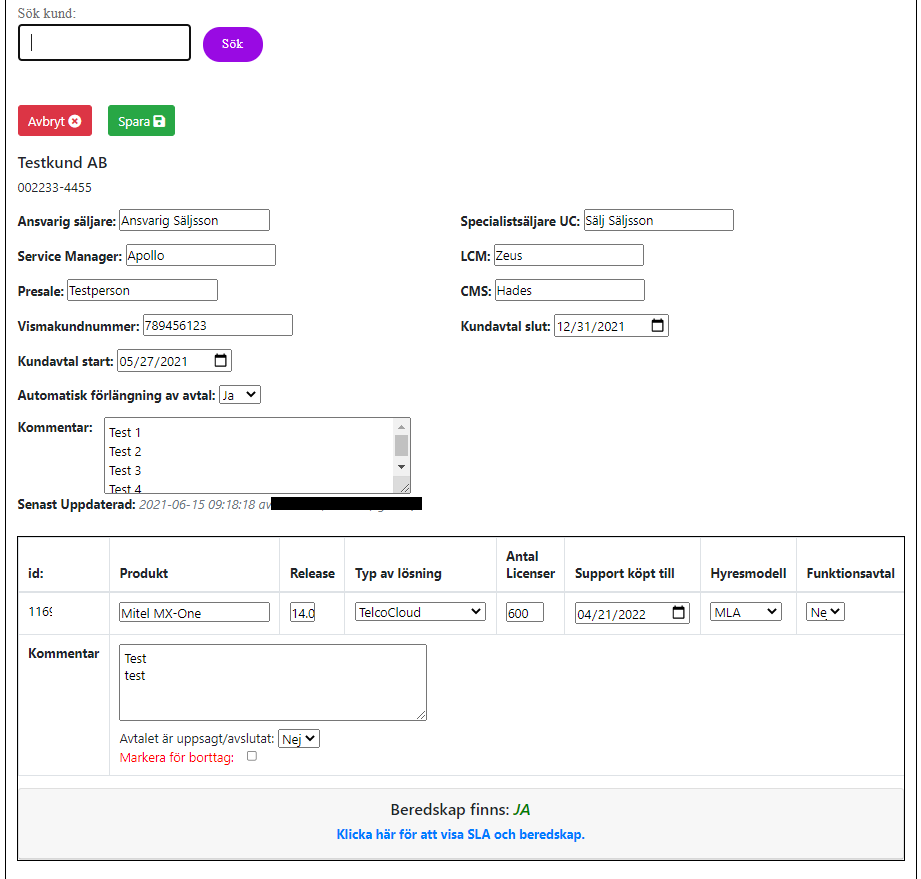 Sök kund:
Sök
Avbryt Spara
Testkund AB
002233-4455
Ansvarig säljare: Ansvarig Säljsson Specialistsäljare UC: Sälj Säljsson
Service Manager: Apollo LCM: Zeus
Presale: Testperson CMS: Hades
Vismakundnummer: 789456123 Kundavtal slut: 12/31/2021
Kundavtal start: 05/27/2021
Automatisk förlängning av avtal: Ja
Kommentar: Test 1
Test 2
Test 3
Test 4
Senast Uppdaterad: 2021-06-15 09:18:18 av
id: Produkt Release Typ av lösning Antal Licenser Support köpt till Hyresmodell Funktionsavtal
1169 Mitel MX-One 14.0 TelcoCloud 600 04/21/2022 MLA Ne
Kommentar Test
test
Avtalet är uppsagt/avslutat: Nej
Markera för borttag:
Beredskap finns: JA
Klicka här för att visa SLA och beredskap.